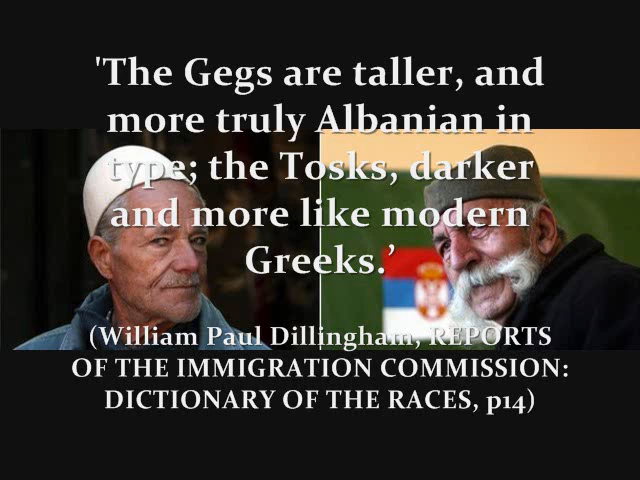 'The Gegs are taller, and
more truly Albanian in
type; the Tosks, darker
and more like modern
Greeks.’
(William Paul Dillingham, REPORTS
OF THE IMMIGRATION COMMISSION:
DICTIONARY OF THE RACES, p14)